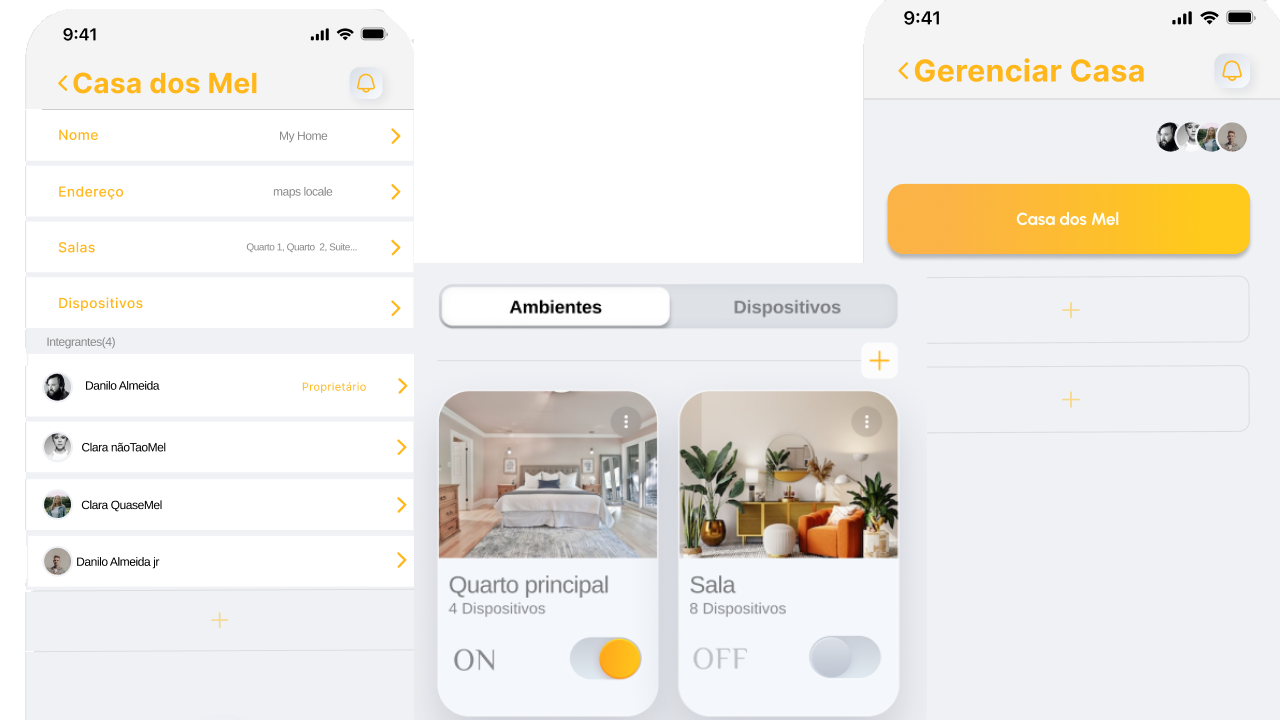 9:41
Casa dos Mel
Nome
My Home
Endereço
maps locale
Salas
Quarto 1, Quarto 2, Suite...
Dispositivos
Integrantes(4)
Danilo Almeida
Proprietário
Clara nãoTaoMel
Clara QuaseMel
Danilo Almeida jr
Ambientes
Dispositivos
Quarto principal
4 Dispositivos
ON
Sala
8 Dispositivos
OFF
9:41
Gerenciar Casa
Casa dos Mel